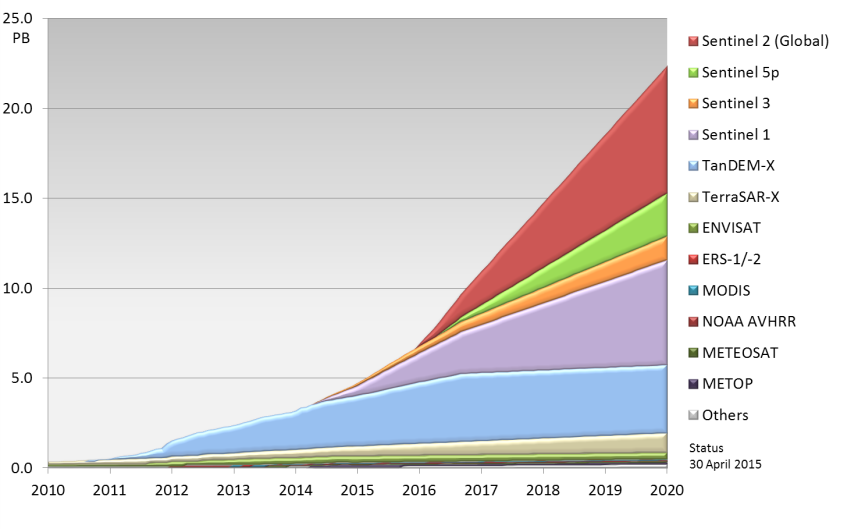 25.0
PB
20.0
15.0
10.0
5.0
0.0
2010 2011 2012 2013 2014 2015 2016 2017 2018 2019 2020
Sentinel 2 (Global)
Sentinel 5p
Sentinel 3
Sentinel 1
TanDEM-X
TerraSAR-X
ENVISAT
ERS-1/-2
MODIS
NOAA AVHRR
METEOSAT
METOP
Others
Status
30 April 2015